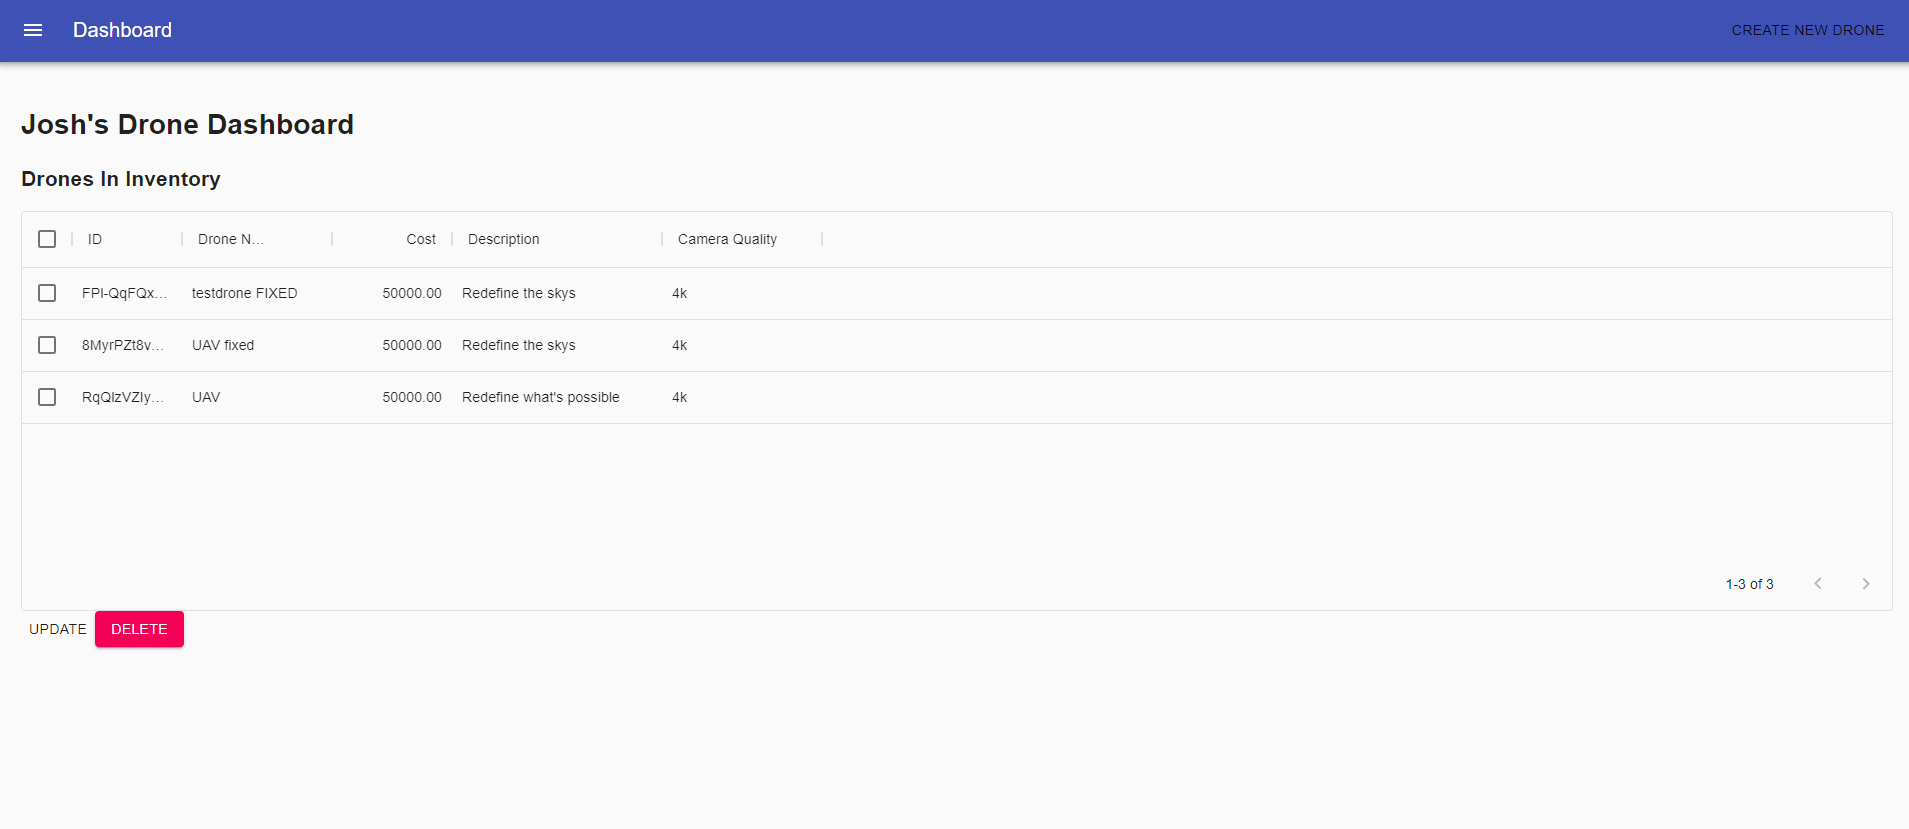 Dashboard CREATE NEW DRONE
Josh's Drone Dashboard
Drones In Inventory
ID Drone N... Cost Description Camera Quality
FPI-QqFQx... testdrone FIXED 50000.00 Redefine the skys 4k
8MyrPZt8v... UAV fixed 50000.00 Redefine the skys 4k
RqQIzVZIy... UAV 50000.00 Redefine what's possible 4k
1-3 of 3
UPDATE DELETE